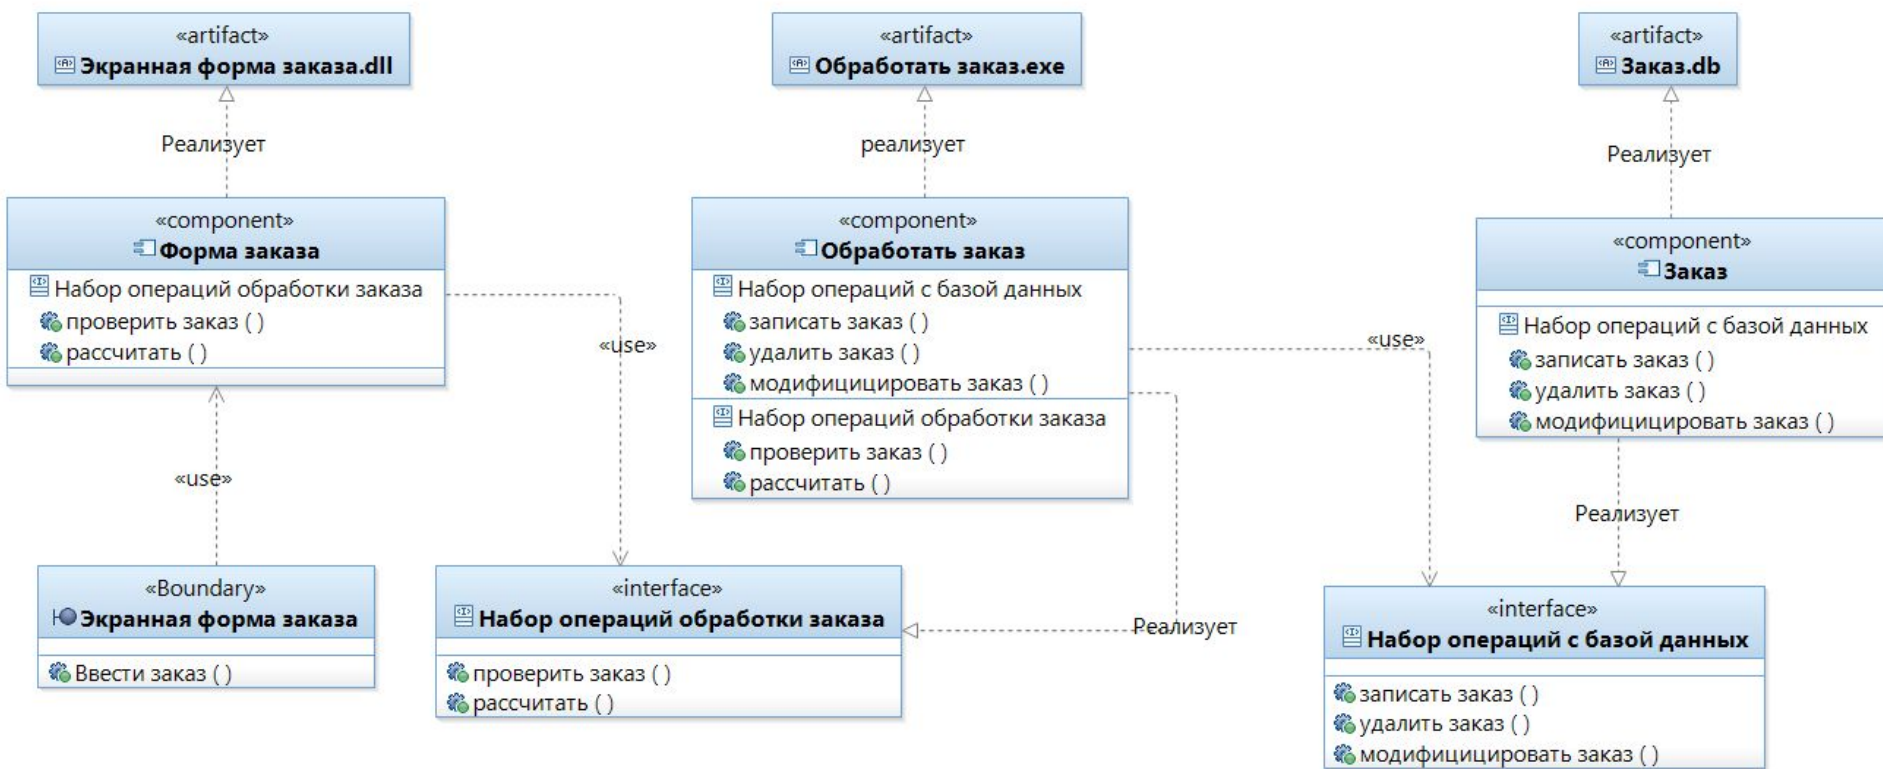 «artifact»
Экранная форма заказа.dll
«artifact»
Обработать заказ.exe
«artifact»
Заказ.db
Реализует
реализует
Реализует
«component»
Форма заказа
Набор операций обработки заказа
проверить заказ ( )
рассчитать ( )
«component»
Обработать заказ
Набор операций с базой данных
записать заказ ( )
удалить заказ ( )
модифицицировать заказ ( )
Набор операций обработки заказа
проверить заказ ( )
рассчитать ( )
«component»
Заказ
Набор операций с базой данных
записать заказ ( )
удалить заказ ( )
модифицицировать заказ ( )
«use»
«use»
«use»
Реализует
Реализует
«Boundary»
Экранная форма заказа
Ввести заказ ( )
«interface»
Набор операций обработки заказа
проверить заказ ( )
рассчитать ( )
«interface»
Набор операций с базой данных
записать заказ ( )
удалить заказ ( )
модифицицировать заказ ( )